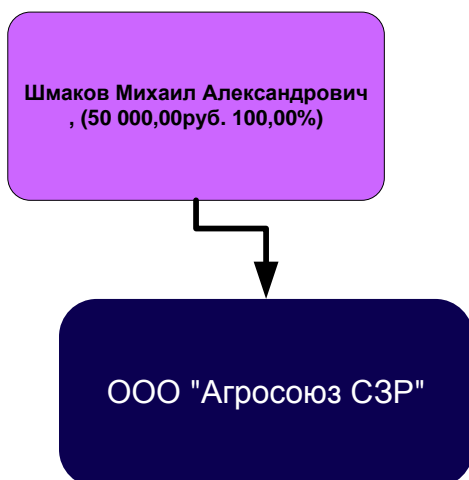 Шмаков Михаил Александрович
, (50 000,00руб. 100,00%)
ООО "Агросоюз СЗР"